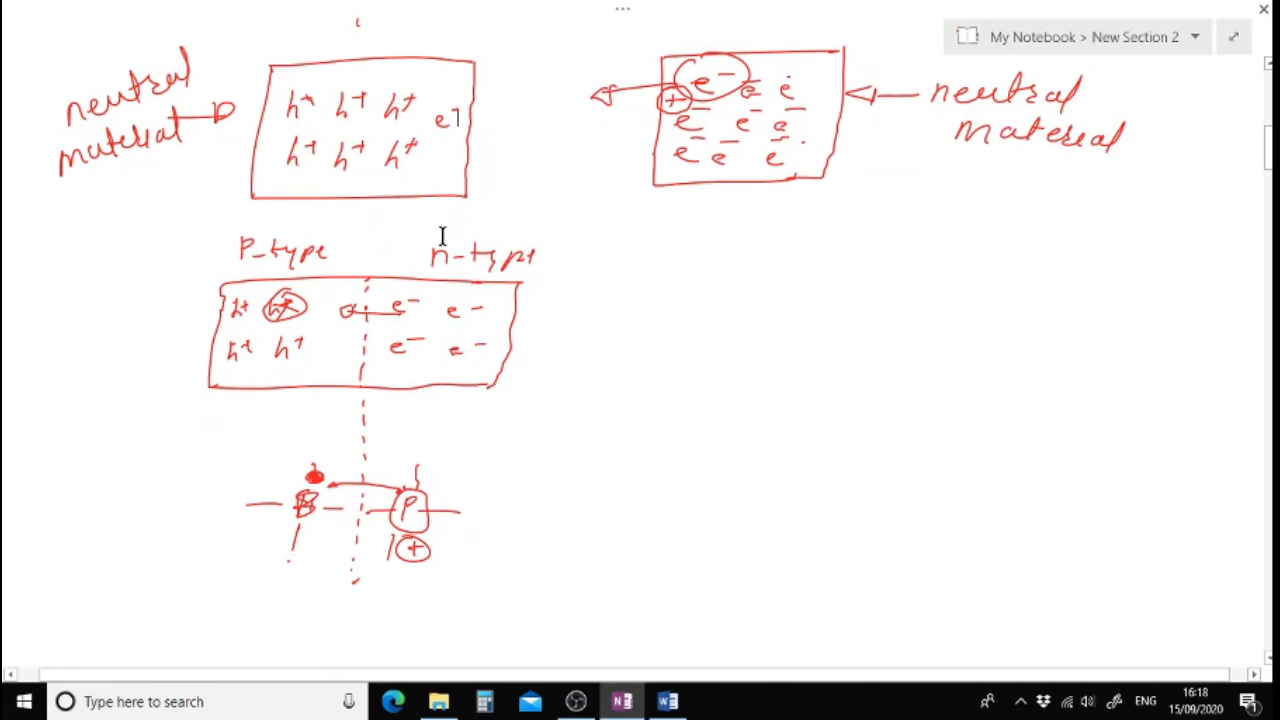 My Notebook > New Section 2
neutral
material
h+ h+ h+
h+ h+ h+
e⁻
+
e⁻ e⁻ e⁻
e⁻ e⁻ e⁻
e⁻ e⁻ e⁻
neutral
material
P-type
n-type
h+
e⁻ e⁻
h+ h+
e⁻ e⁻
B
P
+
Type here to search
ENG
16:18
15/09/2020
1